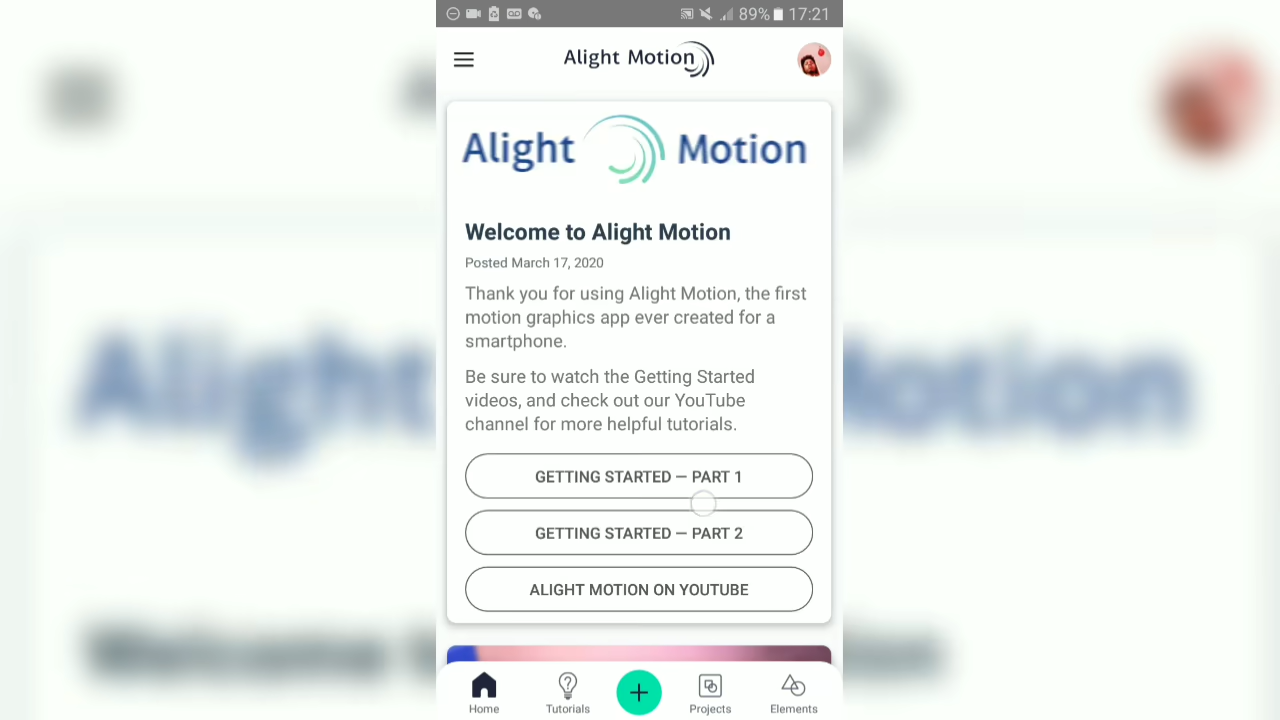 89% 17:21
Alight Motion
Alight Motion
Welcome to Alight Motion
Posted March 17, 2020
Thank you for using Alight Motion, the first
motion graphics app ever created for a
smartphone.
Be sure to watch the Getting Started
videos, and check out our YouTube
channel for more helpful tutorials.
GETTING STARTED — PART 1
GETTING STARTED — PART 2
ALIGHT MOTION ON YOUTUBE
Home Tutorials Projects Elements